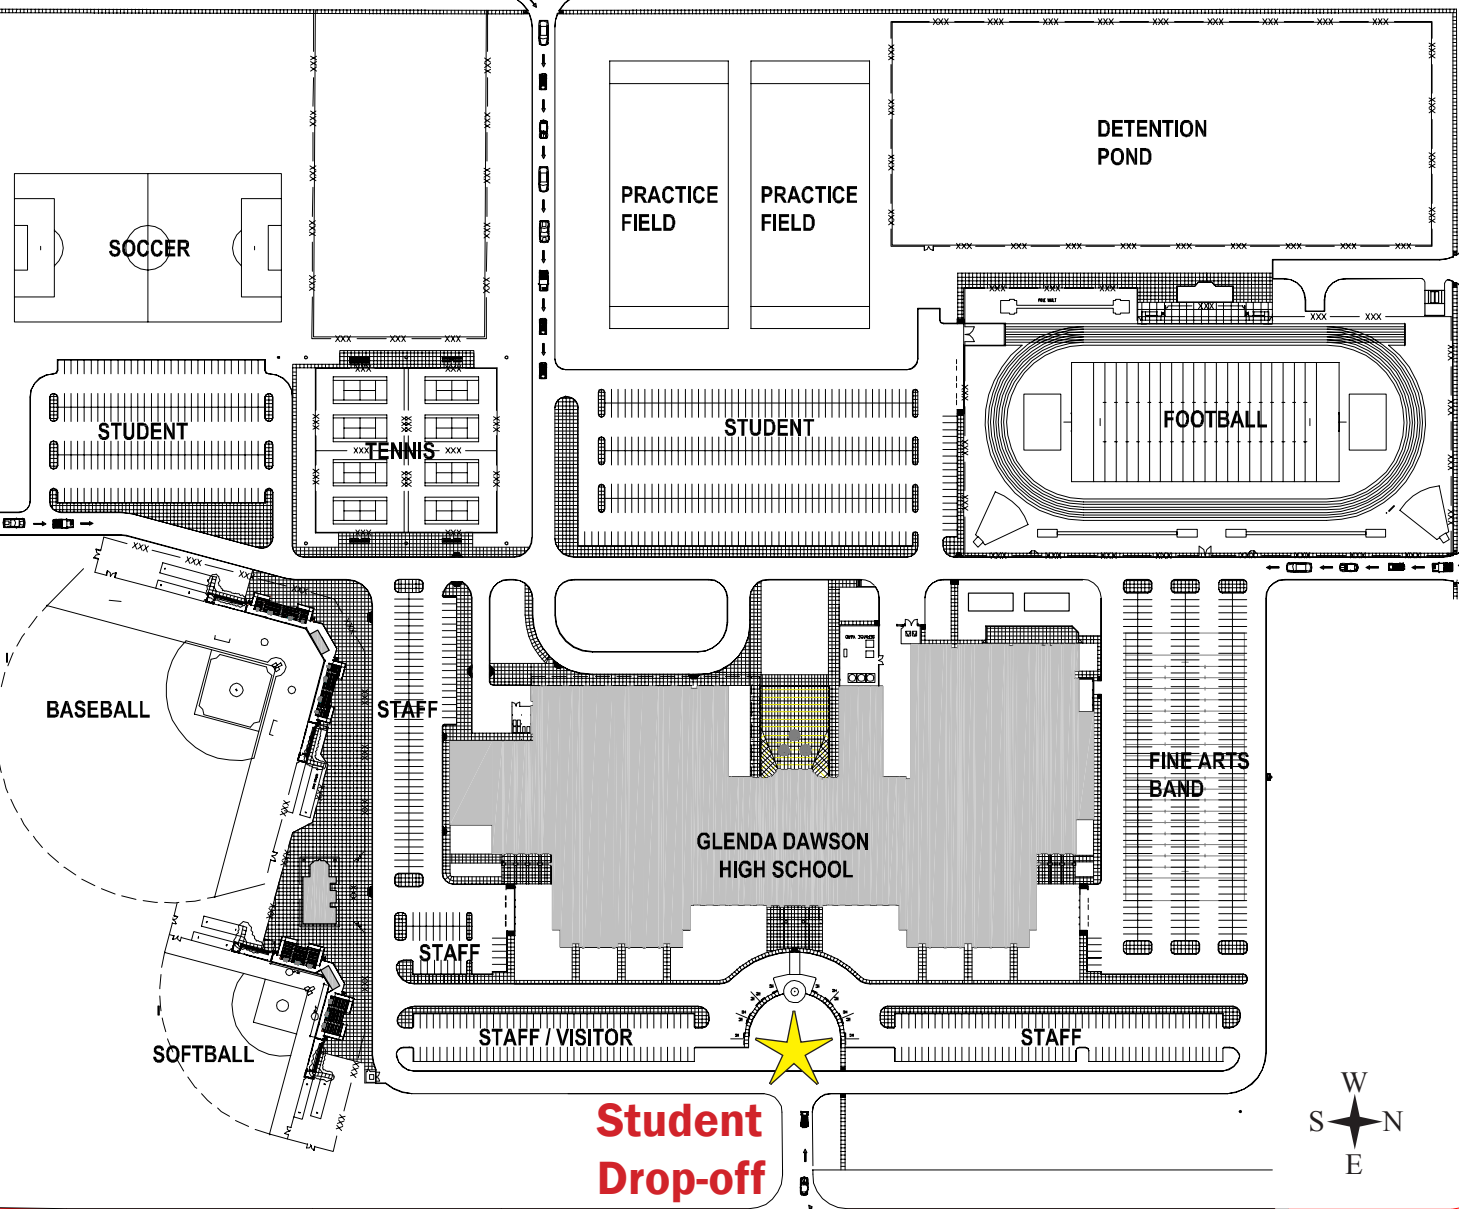 DETENTION
POND
PRACTICE
FIELD
PRACTICE
FIELD
SOCCER
STUDENT
TENNIS
STUDENT
FOOTBALL
BASEBALL
STAFF
FINE ARTS
BAND
GLENDA DAWSON
HIGH SCHOOL
STAFF
STAFF / VISITOR
STAFF
SOFTBALL
Student
Drop-off
W
S N
E